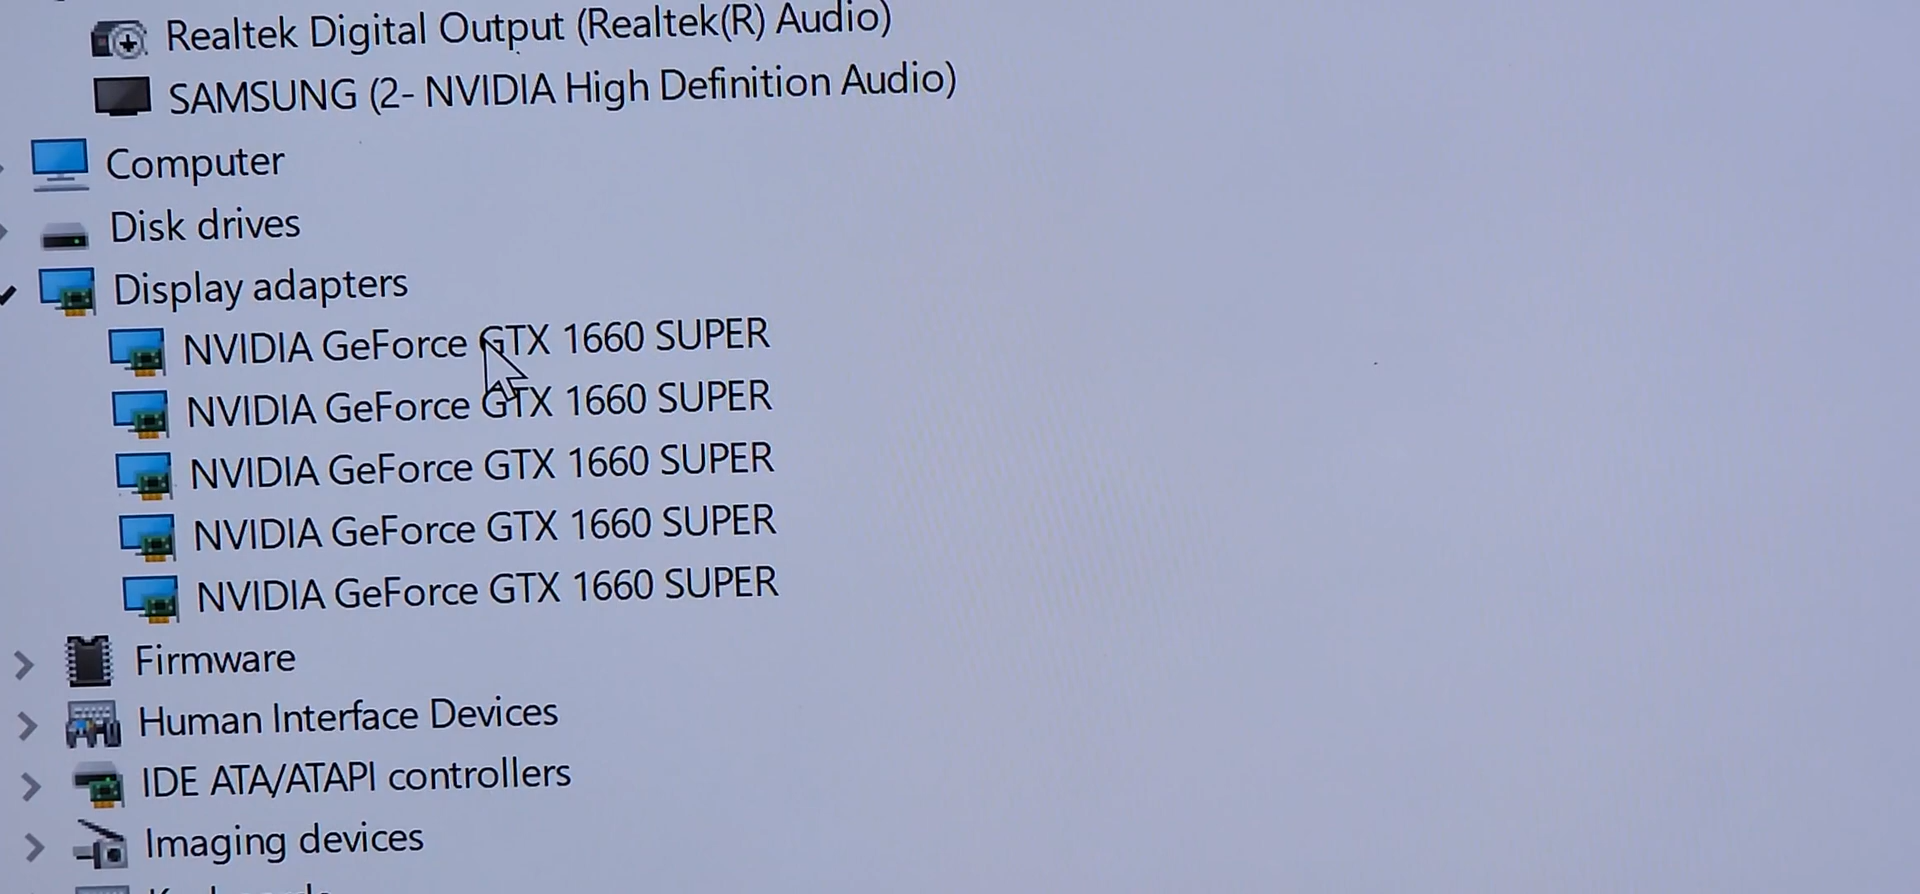 Realtek Digital Output (Realtek(R) Audio)
SAMSUNG (2- NVIDIA High Definition Audio)
Computer
Disk drives
Display adapters
NVIDIA GeForce GTX 1660 SUPER
NVIDIA GeForce GTX 1660 SUPER
NVIDIA GeForce GTX 1660 SUPER
NVIDIA GeForce GTX 1660 SUPER
NVIDIA GeForce GTX 1660 SUPER
Firmware
Human Interface Devices
IDE ATA/ATAPI controllers
Imaging devices